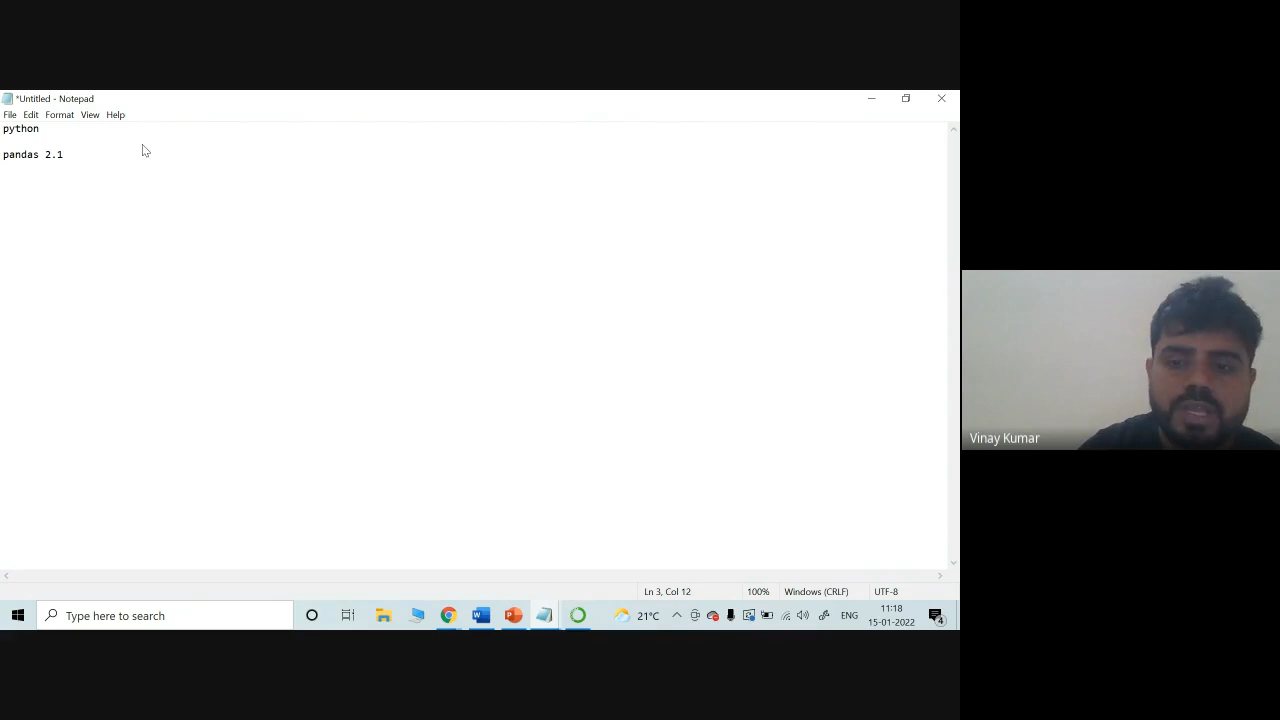 *Untitled - Notepad
File Edit Format View Help
python
pandas 2.1
Vinay Kumar
Ln 3, Col 12 100% Windows (CRLF) UTF-8
Type here to search
21°C ENG 11:18
15-01-2022
4